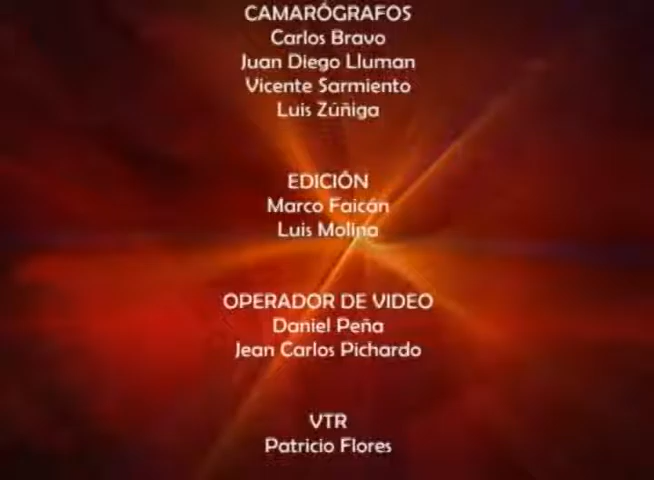 CAMARÓGRAFOS
Carlos Bravo
Juan Diego Lluman
Vicente Sarmiento
Luis Zúñiga
EDICIÓN
Marco Faicán
Luis Molina
OPERADOR DE VIDEO
Daniel Peña
Jean Carlos Pichardo
VTR
Patricio Flores